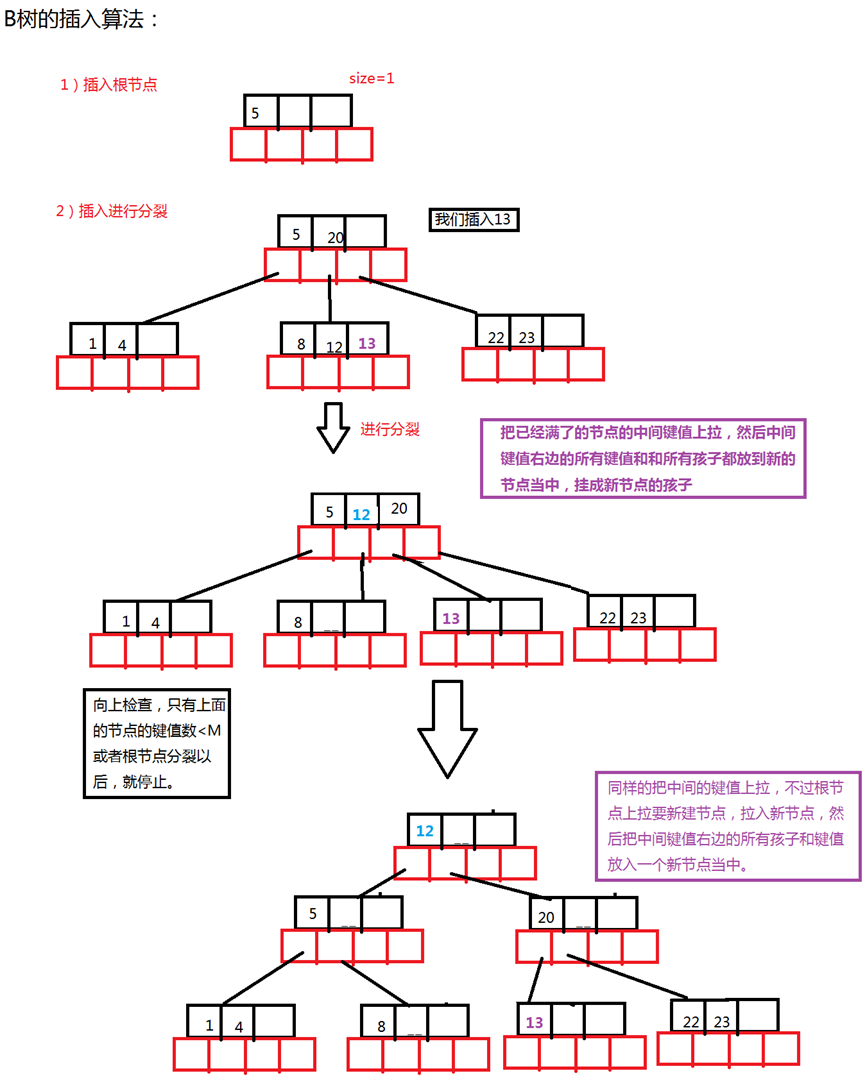 B树的插入算法：
1）插入根节点
size=1
5
2）插入进行分裂
我们插入13
5 20
1 4
8 12 13
22 23
进行分裂
把已经满了的节点的中间键值上拉，然后中间
键值右边的所有键值和和所有孩子都放到新的
节点当中，挂成新节点的孩子
5 12 20
1 4
8
13
22 23
向上检查，只有上面
的节点的键值数<M
或者根节点分裂以
后，就停止。
同样的把中间的键值上拉，不过根节
点上拉要新建节点，拉入新节点，然
后把中间键值右边的所有孩子和键值
放入一个新节点当中。
12
5
20
1 4
8
13
22 23